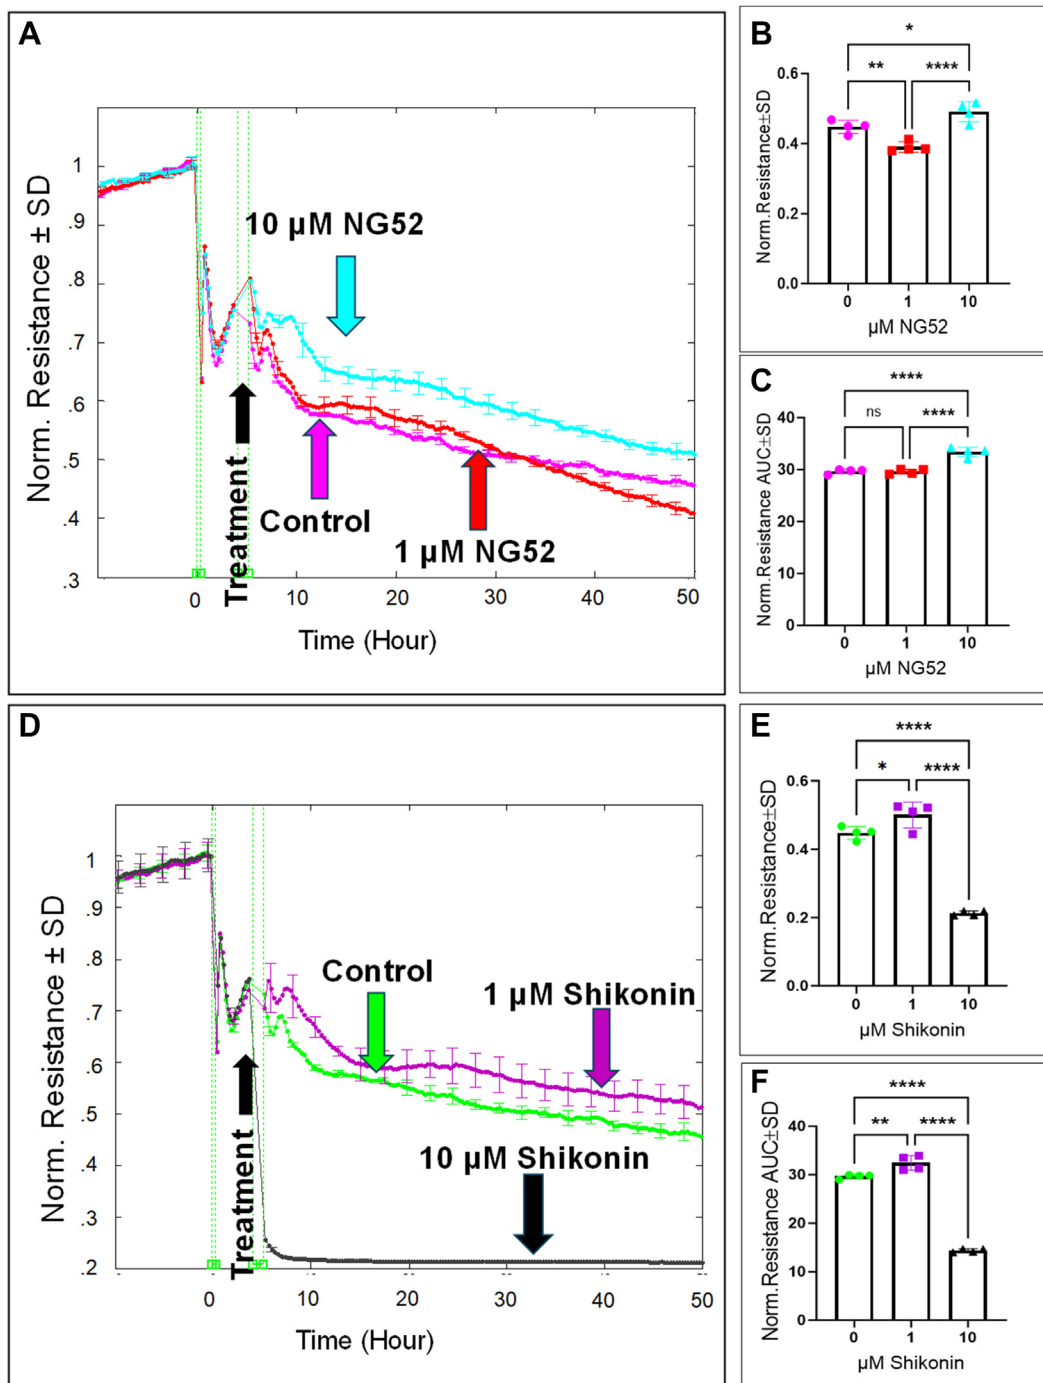 A
Norm. Resistance ± SD
1
.9
.8
.7
.6
.5
.4
.3
10 µM NG52
Control
1 µM NG52
Treatment
0
10
20
30
40
50
Time (Hour)
B
*
**
****
Norm.Resistance±SD
0.6
0.4
0.2
0.0
0
1
10
µM NG52
C
****
ns
****
Norm.Resistance AUC±SD
40
30
20
10
0
0
1
10
µM NG52
D
Norm. Resistance ± SD
1
.9
.8
.7
.6
.5
.4
.3
.2
Control
1 µM Shikonin
10 µM Shikonin
Treatment
0
10
20
30
40
50
Time (Hour)
E
****
*
****
Norm.Resistance±SD
0.6
0.4
0.2
0.0
0
1
10
µM Shikonin
F
****
**
****
Norm.Resistance AUC±SD
40
30
20
10
0
0
1
10
µM Shikonin